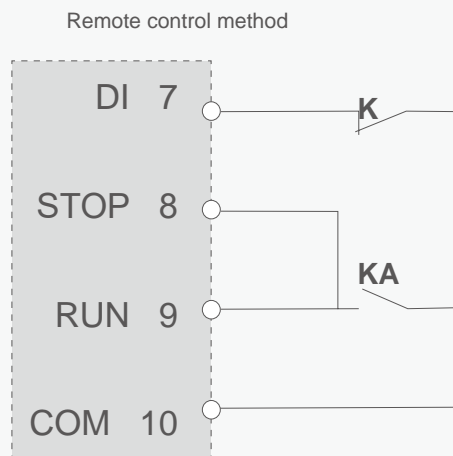 Remote control method
DI 7
K
STOP 8
KA
RUN 9
COM 10